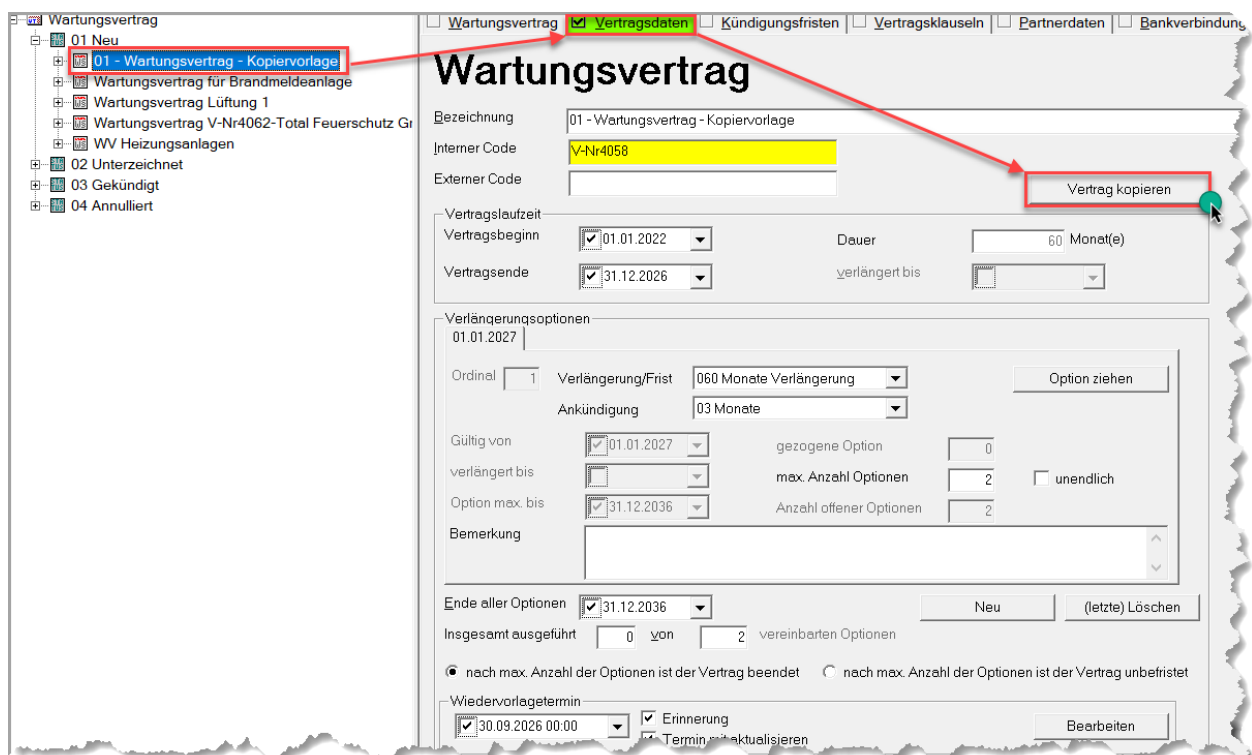 Wartungsvertrag
01 Neu
01 - Wartungsvertrag - Kopiervorlage
Wartungsvertrag für Brandmeldeanlage
Wartungsvertrag Lüftung 1
Wartungsvertrag V-Nr4062-Total Feuerschutz Gr
WV Heizungsanlagen
02 Unterzeichnet
03 Gekündigt
04 Annulliert
Wartungsvertrag Vertragsdaten Kündigungsfristen Vertragsklauseln Partnerdaten Bankverbindung
Wartungsvertrag
Bezeichnung 01 - Wartungsvertrag - Kopiervorlage
Interner Code V-Nr4058
Externer Code
Vertrag kopieren
Vertragslaufzeit
Vertragsbeginn 01.01.2022 Dauer 60 Monat(e)
Vertragsende 31.12.2026 verlängert bis
Verlängerungsoptionen
01.01.2027
Ordinal 1 Verlängerung/Frist 060 Monate Verlängerung Option ziehen
Ankündigung 03 Monate
Gültig von 01.01.2027 gezogene Option 0
verlängert bis max. Anzahl Optionen 2 unendlich
Option max. bis 31.12.2036 Anzahl offener Optionen 2
Bemerkung
Ende aller Optionen 31.12.2036 Neu (letzte) Löschen
Insgesamt ausgeführt 0 von 2 vereinbarten Optionen
nach max. Anzahl der Optionen ist der Vertrag beendet nach max. Anzahl der Optionen ist der Vertrag unbefristet
Wiedervorlagetermin
30.09.2026 00:00 Erinnerung Bearbeiten
Termin mit aktualisieren